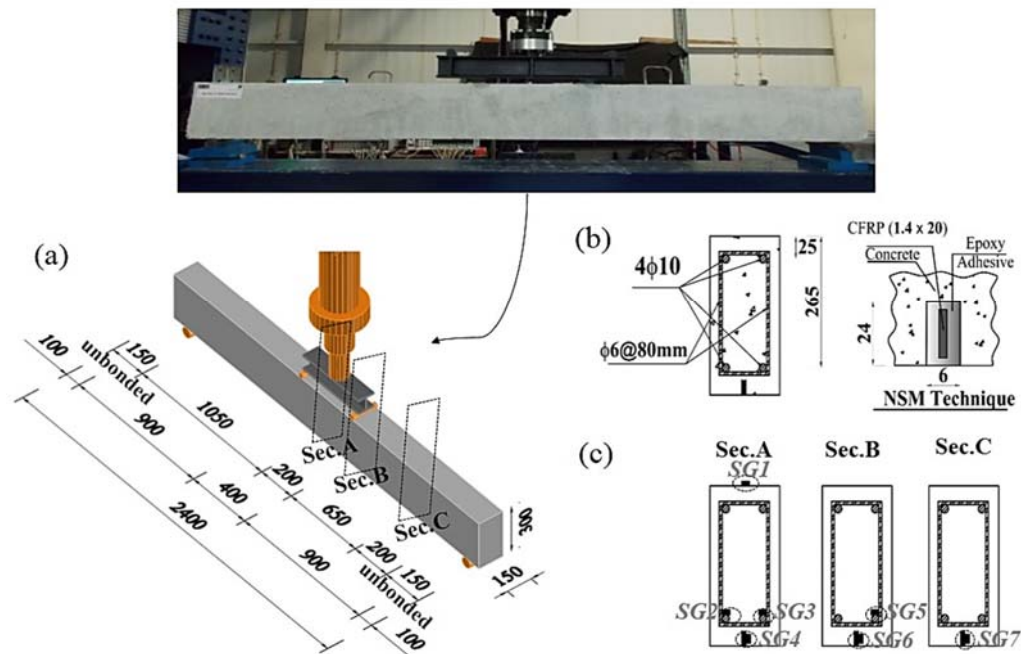 (a)
100
unbonded
150
1050
900
200
400
650
2400
900
200
unbonded
150
100
300
150
Sec.A
Sec.B
Sec.C
(b)
4ϕ10
ϕ6@80mm
25
265
CFRP (1.4 x 20)
Concrete
Epoxy
Adhesive
24
6
NSM Technique
(c)
Sec.A
Sec.B
Sec.C
SG1
SG2
SG3
SG5
SG4
SG6
SG7